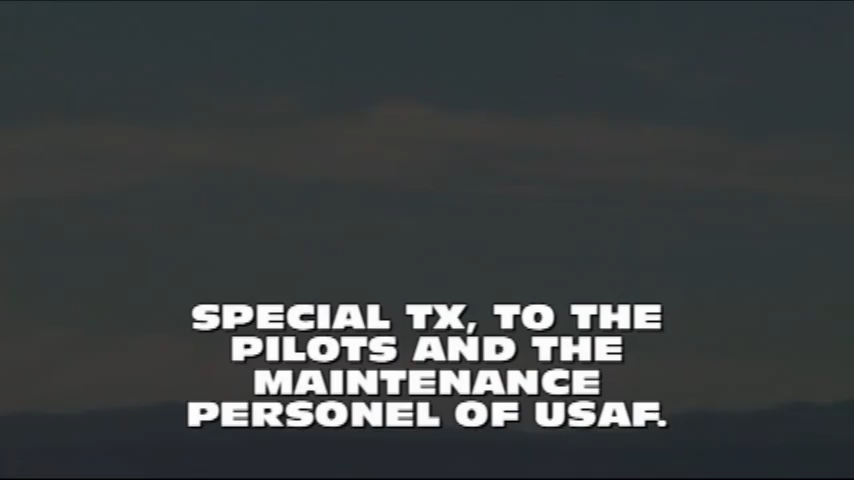 SPECIAL TX, TO THE
PILOTS AND THE
MAINTENANCE
PERSONEL OF USAF.